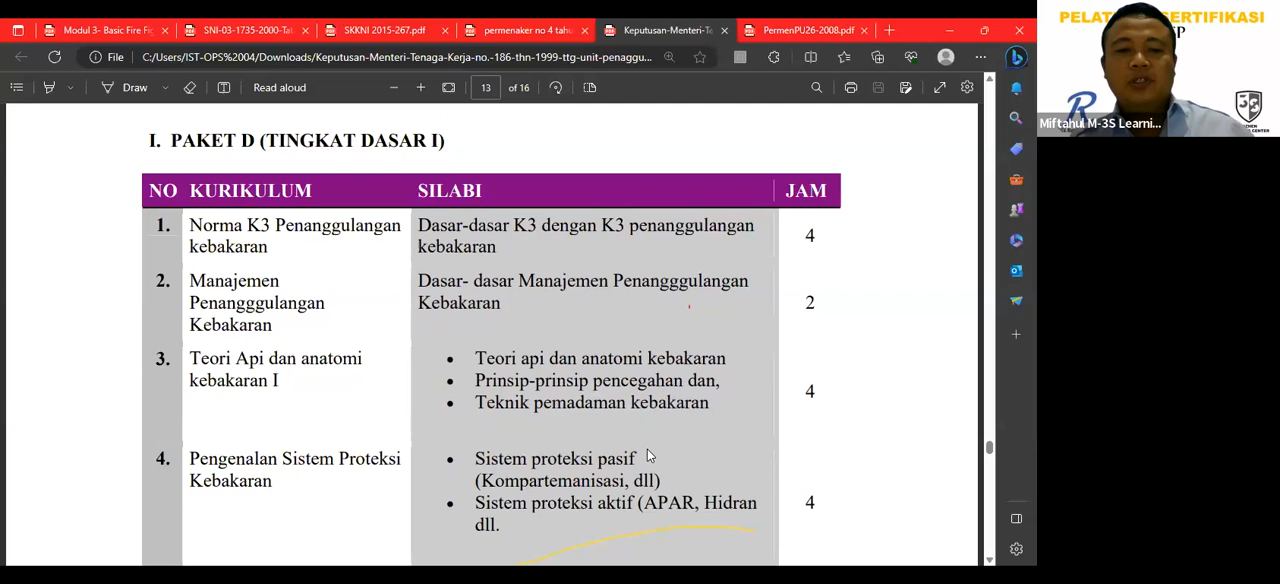 Modul 3- Basic Fire Fig
SNI-03-1735-2000-Tat
SKKNI 2015-267.pdf
permenaker no 4 tahu
Keputusan-Menteri-Te
PermenPU26-2008.pdf
File
C:/Users/IST-OPS%2004/Downloads/Keputusan-Menteri-Tenaga-Kerja-no.-186-thn-1999-ttg-unit-penaggu...
Draw
Read aloud
13
of 16
I. PAKET D (TINGKAT DASAR I)
NO KURIKULUM SILABI JAM
1. Norma K3 Penanggulangan kebakaran
Dasar-dasar K3 dengan K3 penanggulangan
kebakaran
4
2. Manajemen
Penangggulangan
Kebakaran
Dasar- dasar Manajemen Penangggulangan
Kebakaran
2
3. Teori Api dan anatomi
kebakaran I
• Teori api dan anatomi kebakaran
• Prinsip-prinsip pencegahan dan,
• Teknik pemadaman kebakaran
4
4. Pengenalan Sistem Proteksi
Kebakaran
• Sistem proteksi pasif
(Kompartemanisasi, dll)
• Sistem proteksi aktif (APAR, Hidran
dll.
4
Miftahul M-3S Learni...